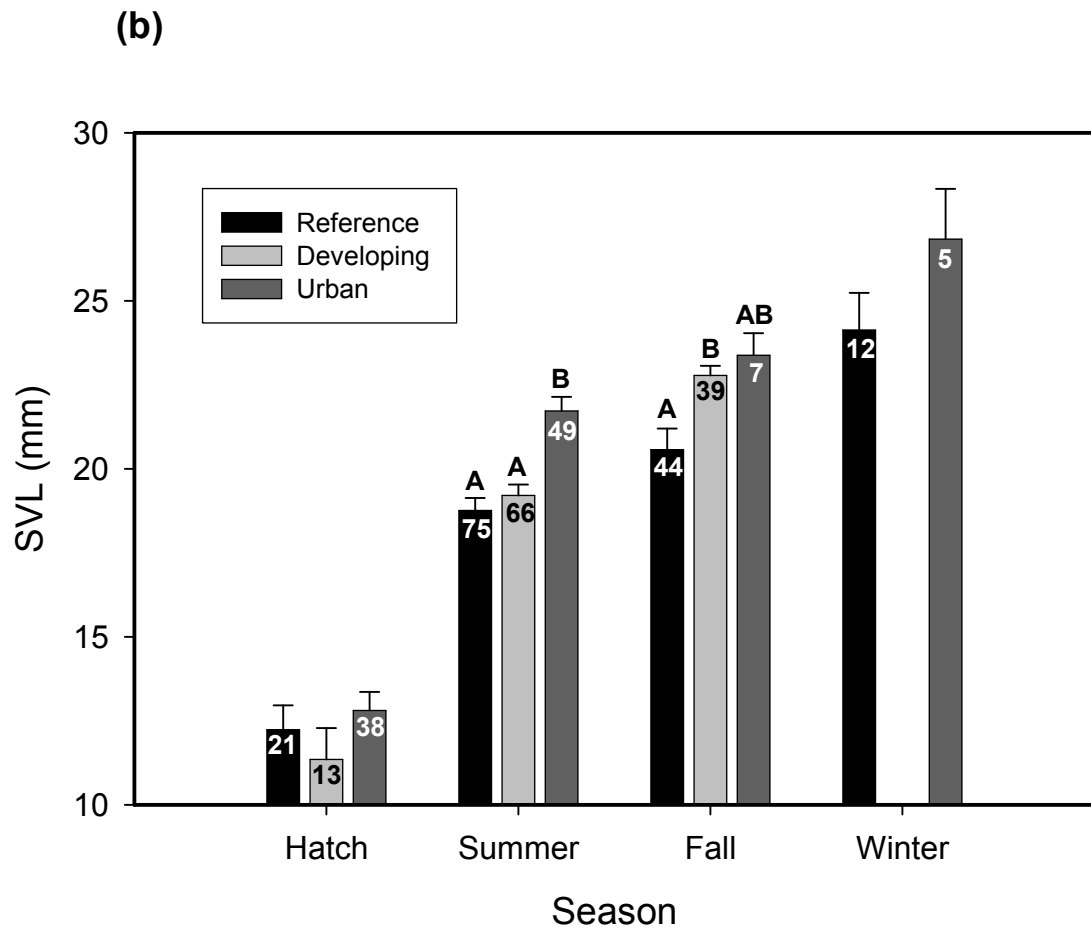 (b)
30
25
20
15
10
SVL (mm)
Reference
Developing
Urban
21
13
38
A
75
A
66
B
49
A
44
B
39
AB
7
12
5
Hatch Summer Fall Winter
Season